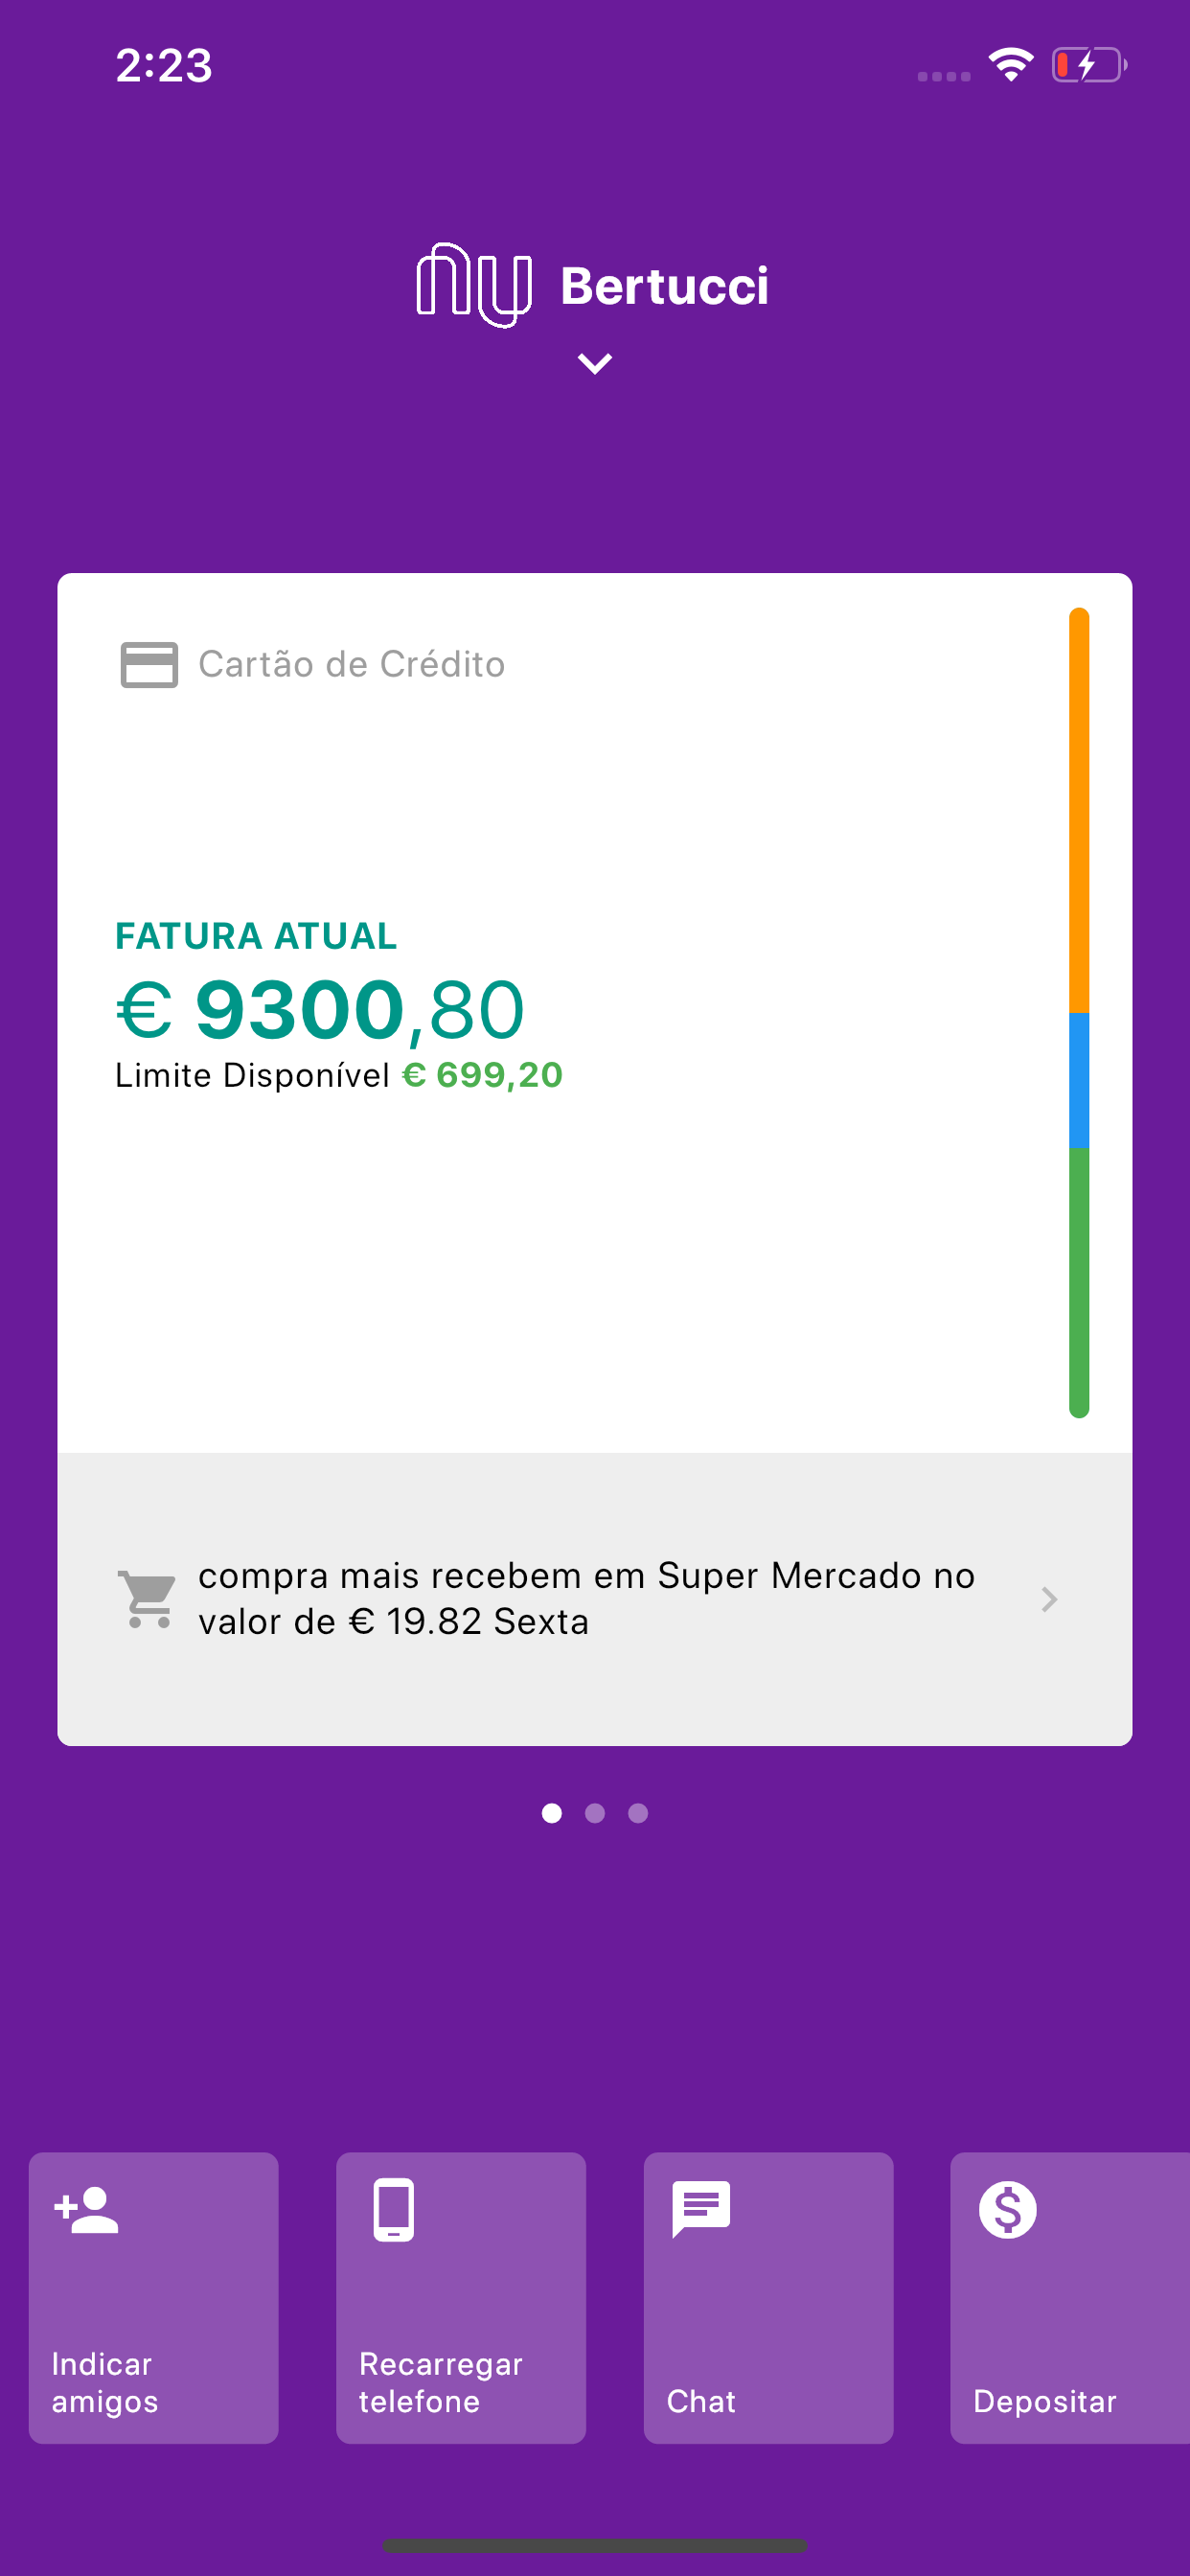 2:23
nu Bertucci
Cartão de Crédito
FATURA ATUAL
€ 9300,80
Limite Disponível € 699,20
compra mais recebem em Super Mercado no
valor de € 19.82 Sexta
Indicar
amigos
Recarregar
telefone
Chat
Depositar